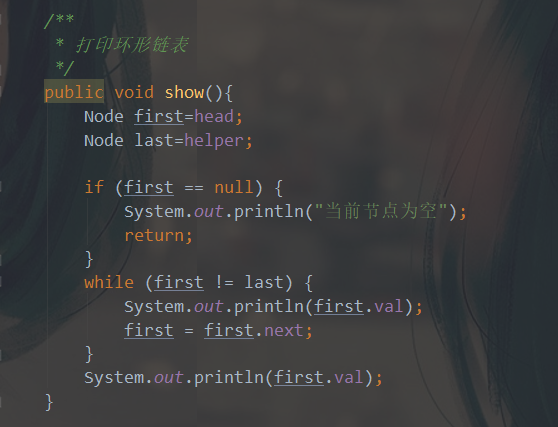 /**
 * 打印环形链表
 */
public void show(){
    Node first=head;
    Node last=helper;
    if (first == null) {
        System.out.println("当前节点为空");
        return;
    }
    while (first != last) {
        System.out.println(first.val);
        first = first.next;
    }
    System.out.println(first.val);
}